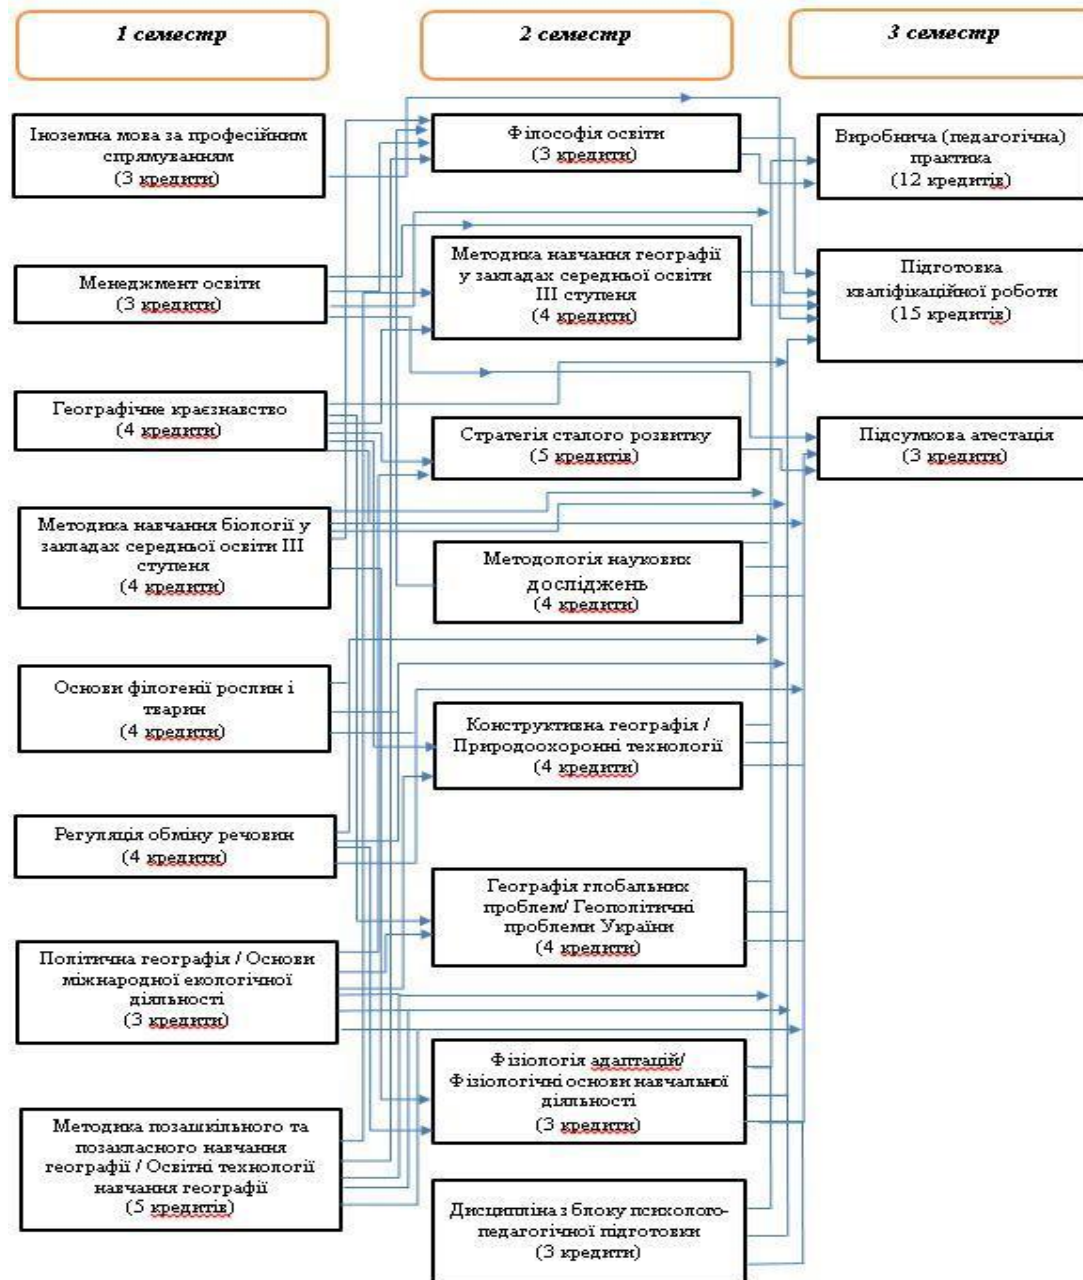 1 семестр
2 семестр
3 семестр
Іноземна мова за професійним
спрямуванням
(3 кредити)
Менеджмент освіти
(3 кредити)
Географічне краєзнавство
(4 кредити)
Методика навчання біології у
закладах середньої освіти ІІІ
ступеня
(4 кредити)
Основи філогенії рослин і
тварин
(4 кредити)
Регуляція обміну речовин
(4 кредити)
Політична географія / Основи
міжнародної екологічної
діяльності
(3 кредити)
Методика позашкільного та
позакласного навчання
географії / Освітні технології
навчання географії
(5 кредитів)
Філософія освіти
(3 кредити)
Методика навчання географії
у закладах середньої освіти
ІІІ ступеня
(4 кредити)
Стратегія сталого розвитку
(5 кредитів)
Методологія наукових
досліджень
(4 кредити)
Конструктивна географія /
Природоохоронні технології
(4 кредити)
Географія глобальних
проблем/ Геополітичні
проблеми України
(4 кредити)
Фізіологія адаптацій/
Фізіологічні основи навчальної
діяльності
(3 кредити)
Дисципліна з блоку психолого-
педагогічної підготовки
(3 кредити)
Виробнича (педагогічна)
практика
(12 кредитів)
Підготовка
кваліфікаційної роботи
(15 кредитів)
Підсумкова атестація
(3 кредити)